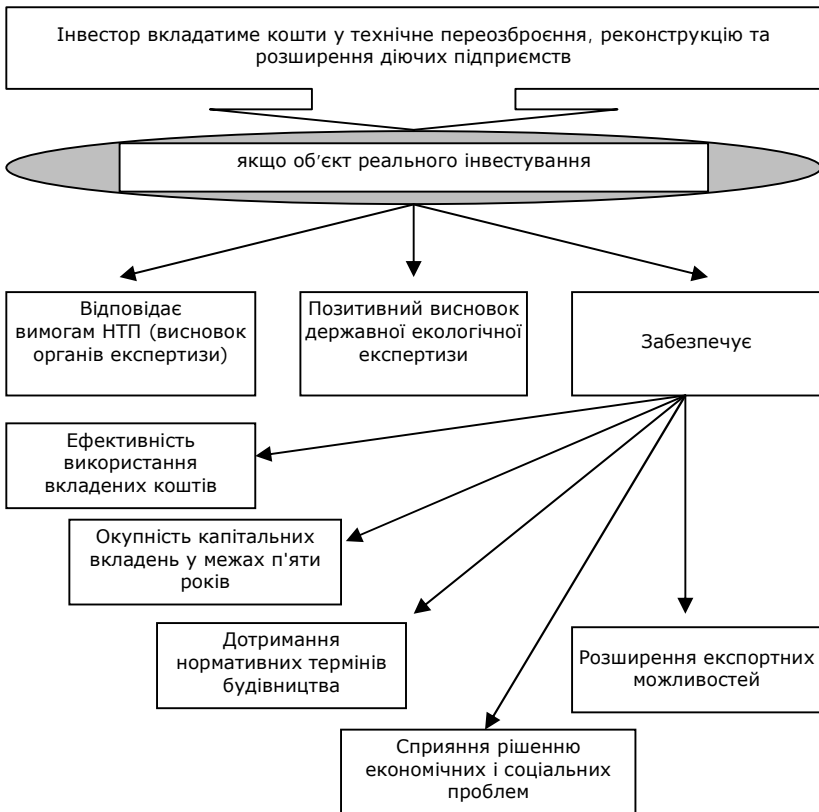 Інвестор вкладатиме кошти у технічне переозброєння, реконструкцію та
розширення діючих підприємств
якщо об’єкт реального інвестування
Відповідає
вимогам НТП (висновок
органів експертизи)
Позитивний висновок
державної екологічної
експертизи
Забезпечує
Ефективність
використання
вкладених коштів
Окупність капітальних
вкладень у межах п'яти
років
Дотримання
нормативних термінів
будівництва
Розширення експортних
можливостей
Сприяння рішенню
економічних і соціальних
проблем